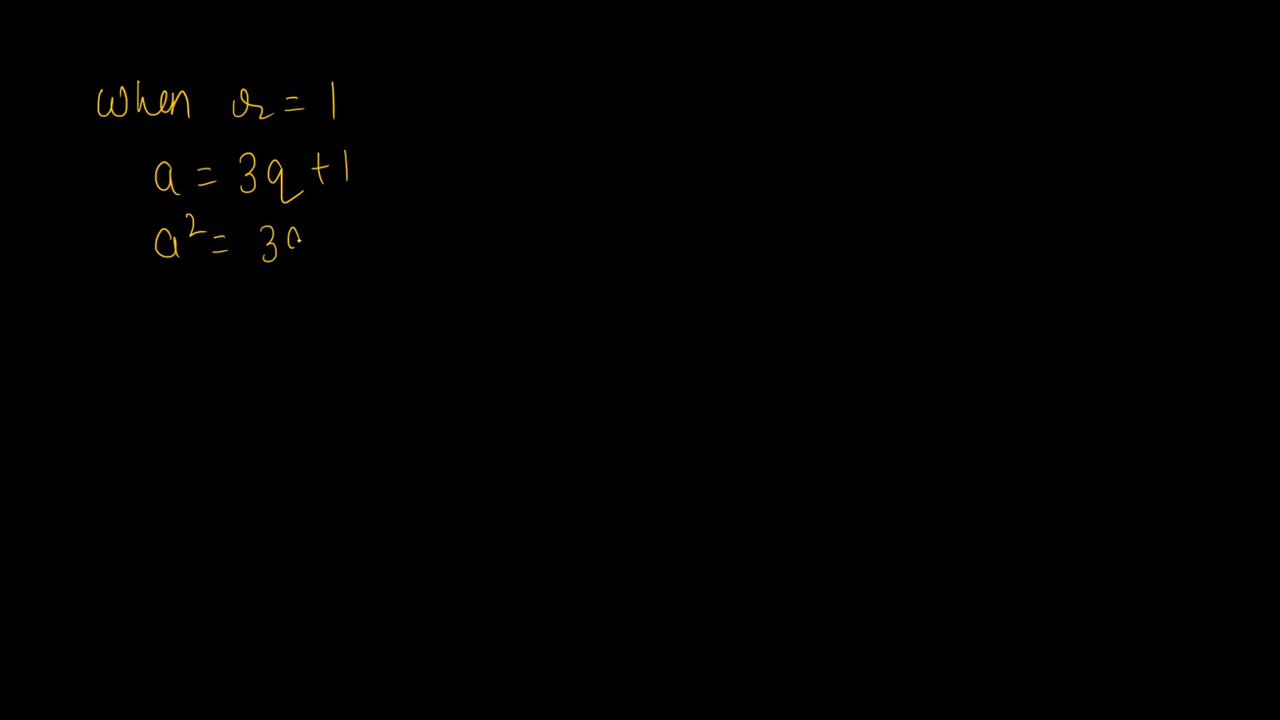 when r = 1
a = 3q + 1
a² = 3